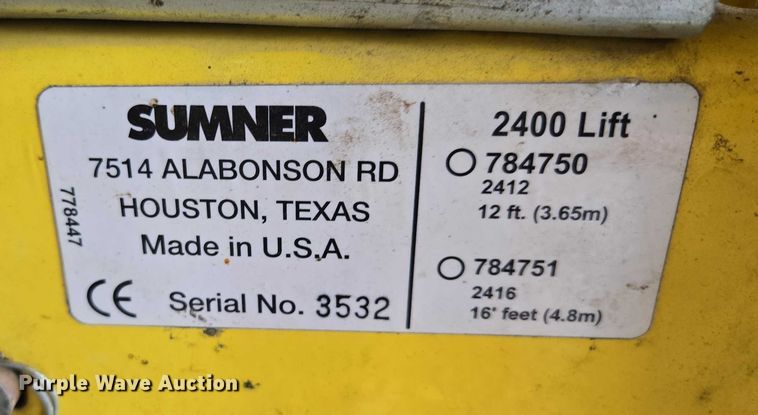 SUMNER
7514 ALABONSON RD
HOUSTON, TEXAS
Made in U.S.A.
CE Serial No. 3532
778447
2400 Lift
784750
2412
12 ft. (3.65m)
784751
2416
16' feet (4.8m)
Purple Wave Auction